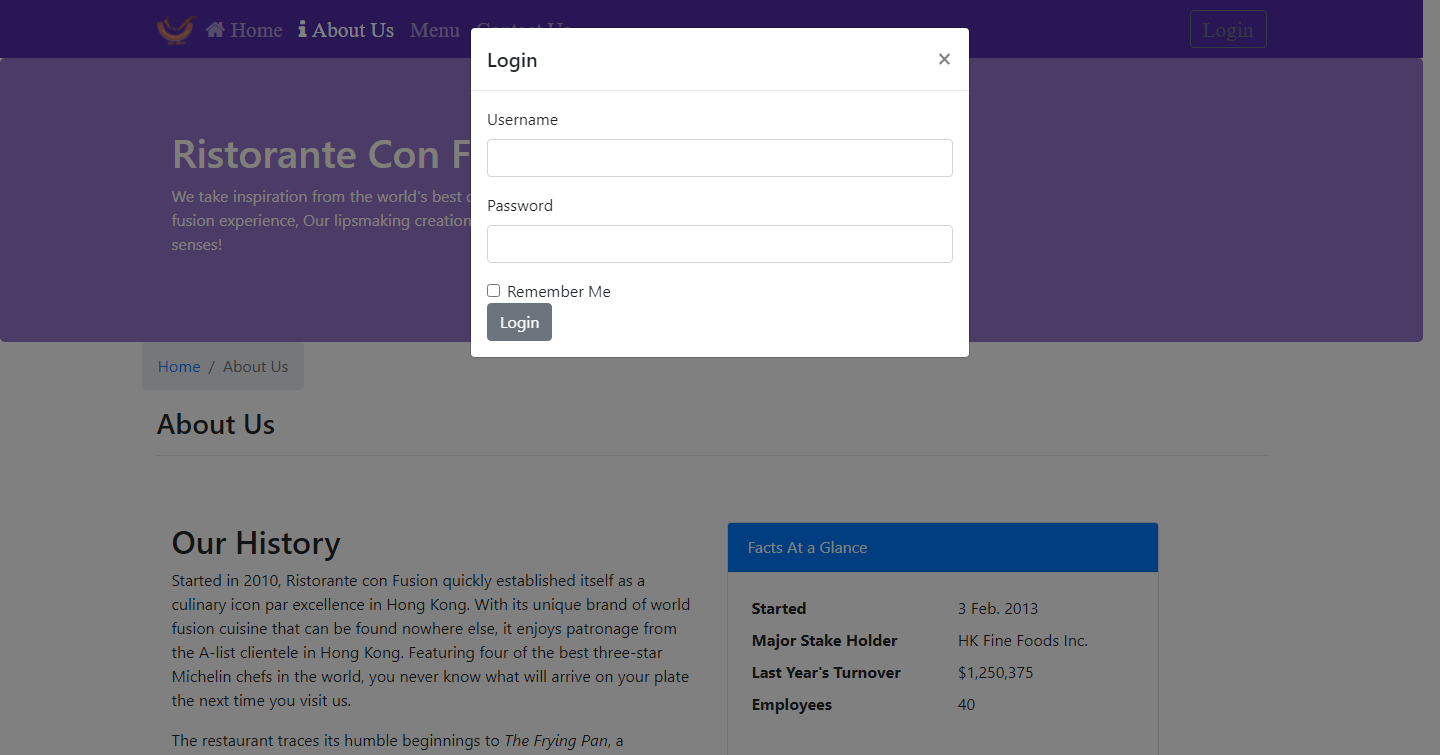 Home About Us Menu Contact Us Login
Login ×
Username
Password
Remember Me
Login
Ristorante Con F
We take inspiration from the world's best
fusion experience, Our lipsmaking creation
senses!
Home / About Us
About Us
Our History
Started in 2010, Ristorante con Fusion quickly established itself as a
culinary icon par excellence in Hong Kong. With its unique brand of world
fusion cuisine that can be found nowhere else, it enjoys patronage from
the A-list clientele in Hong Kong. Featuring four of the best three-star
Michelin chefs in the world, you never know what will arrive on your plate
the next time you visit us.
The restaurant traces its humble beginnings to The Frying Pan, a
Facts At a Glance
Started 3 Feb. 2013
Major Stake Holder HK Fine Foods Inc.
Last Year's Turnover $1,250,375
Employees 40